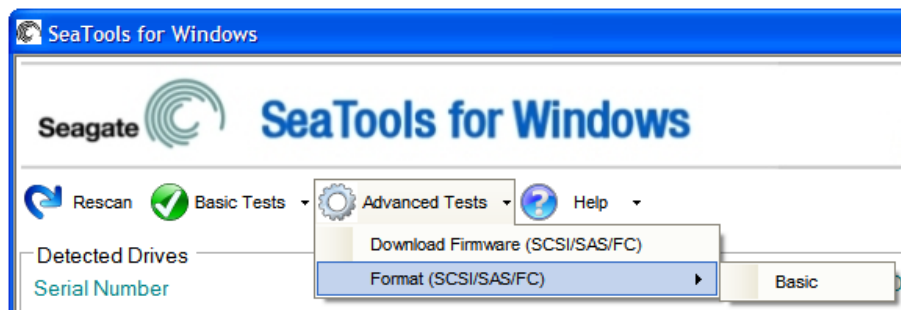 SeaTools for Windows
Seagate SeaTools for Windows
Rescan Basic Tests Advanced Tests Help
Download Firmware (SCSI/SAS/FC)
Detected Drives
Format (SCSI/SAS/FC) Basic
Serial Number